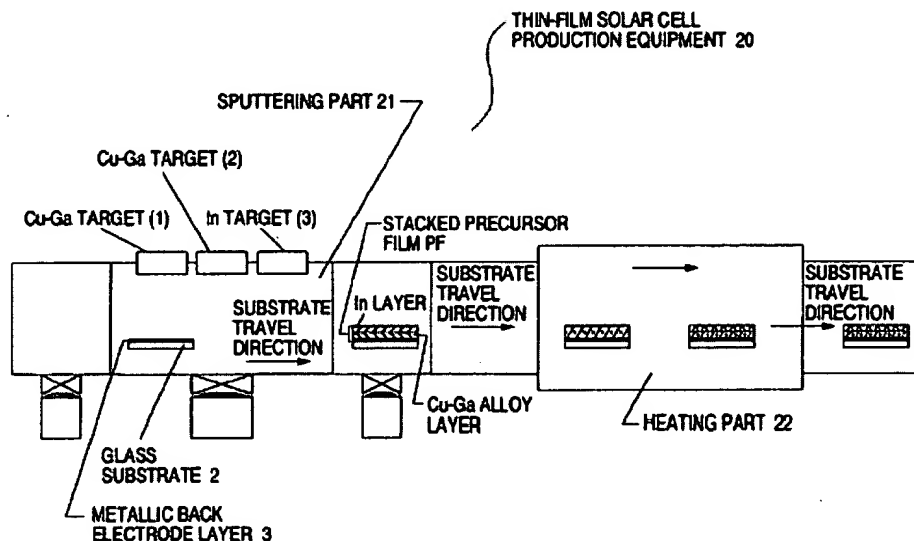 THIN-FILM SOLAR CELL
PRODUCTION EQUIPMENT 20
SPUTTERING PART 21
Cu-Ga TARGET (2)
Cu-Ga TARGET (1)
In TARGET (3)
STACKED PRECURSOR
FILM PF
In LAYER
SUBSTRATE
TRAVEL
DIRECTION
SUBSTRATE
TRAVEL
DIRECTION
SUBSTRATE
TRAVEL
DIRECTION
Cu-Ga ALLOY
LAYER
HEATING PART 22
GLASS
SUBSTRATE 2
METALLIC BACK
ELECTRODE LAYER 3